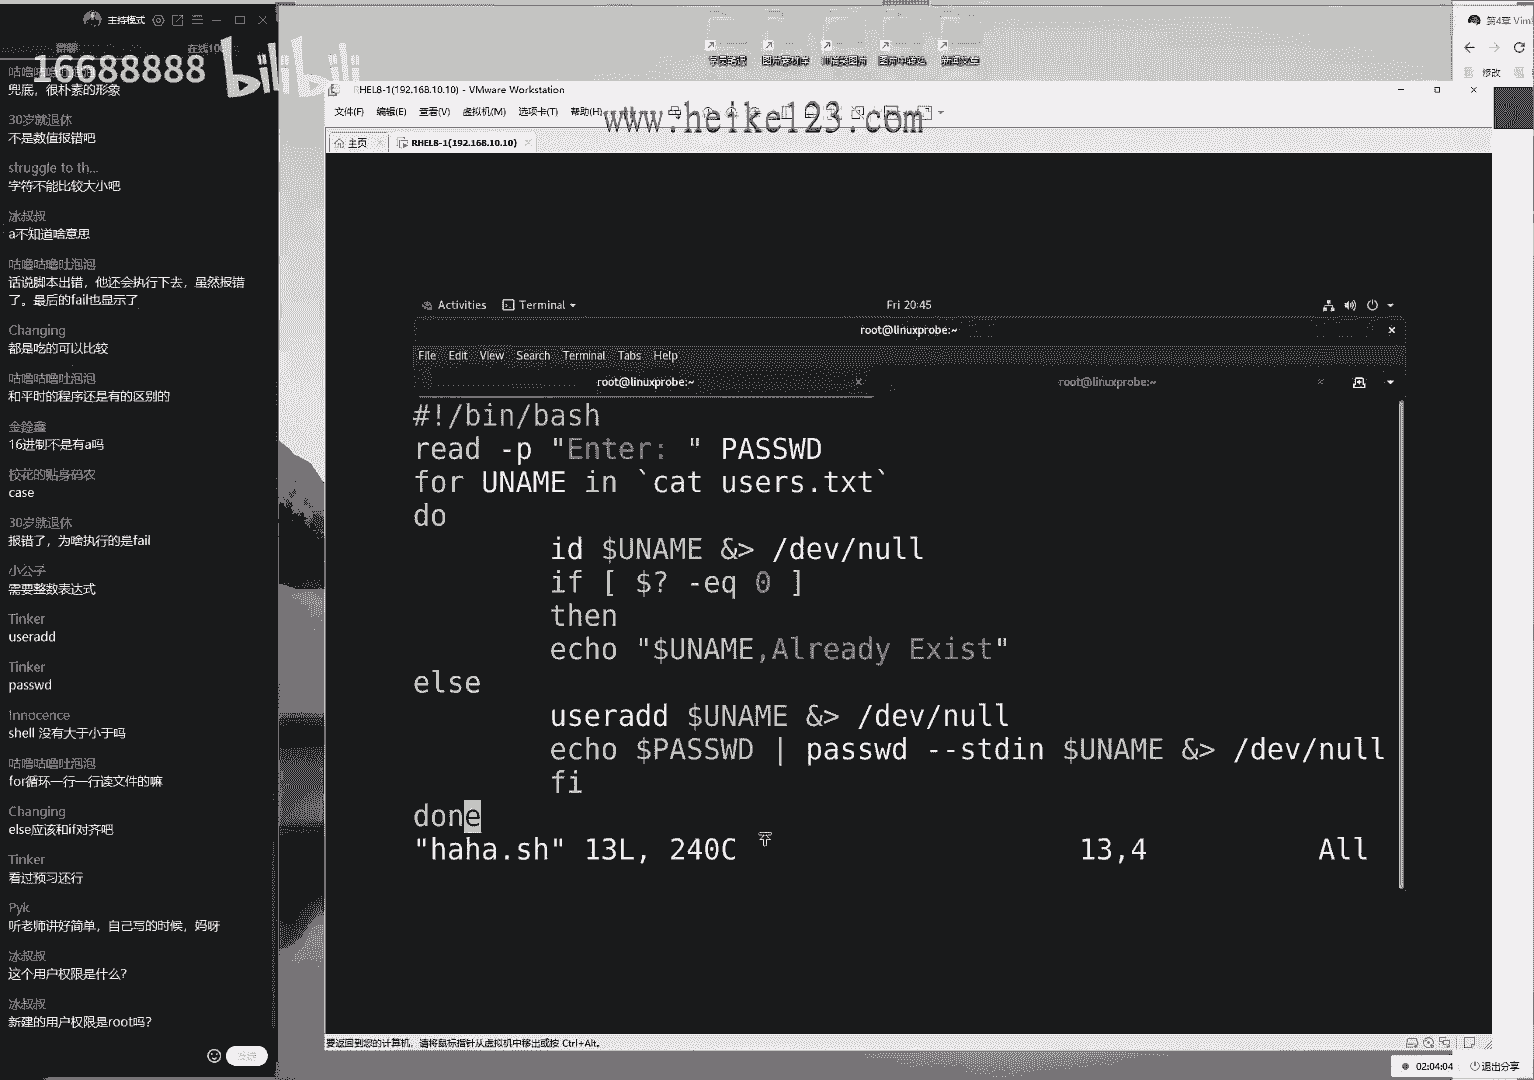 主持模式
群聊
在线10
16688888 bilibili
咕噜咕噜吐泡泡
兜底，很朴素的形象
30岁就退休
不是数值报错吧
struggle to th...
字符不能比较大小吧
冰叔叔
a不知道啥意思
咕噜咕噜吐泡泡
话说脚本出错，他还会执行下去，虽然报错
了。最后的fail也显示了
Changing
都是吃的可以比较
咕噜咕噜吐泡泡
和平时的程序还是有的区别的
16进制不是有a吗
校花的贴身码农
case
30岁就退休
报错了，为啥执行的是fail
小公子
需要整数表达式
Tinker
useradd
Tinker
passwd
Innocence
shell 没有大于小于吗
咕噜咕噜吐泡泡
for循环一行一行读文件的嘛
Changing
else应该和if对齐吧
Tinker
看过预习还行
Pyk
听老师讲好简单，自己写的时候，妈呀
冰叔叔
这个用户权限是什么？
冰叔叔
新建的用户权限是root吗？
发送
第4章 Vim
修改
RHEL8-1(192.168.10.10) - VMware Workstation
文件(F) 编辑(E) 查看(V) 虚拟机(M) 选项卡(T) 帮助(H)
www.heike123.com
主页 RHEL8-1(192.168.10.10)
Activities Terminal Fri 20:45
root@linuxprobe:~
File Edit View Search Terminal Tabs Help
root@linuxprobe:~ root@linuxprobe:~
#!/bin/bash
read -p "Enter: " PASSWD
for UNAME in `cat users.txt`
do
id $UNAME &> /dev/null
if [ $? -eq 0 ]
then
echo "$UNAME,Already Exist"
else
useradd $UNAME &> /dev/null
echo $PASSWD | passwd --stdin $UNAME &> /dev/null
fi
done
"haha.sh" 13L, 240C 13,4 All
要返回到您的计算机，请将鼠标指针从虚拟机中移出或按 Ctrl+Alt。
02:04:04 退出分享